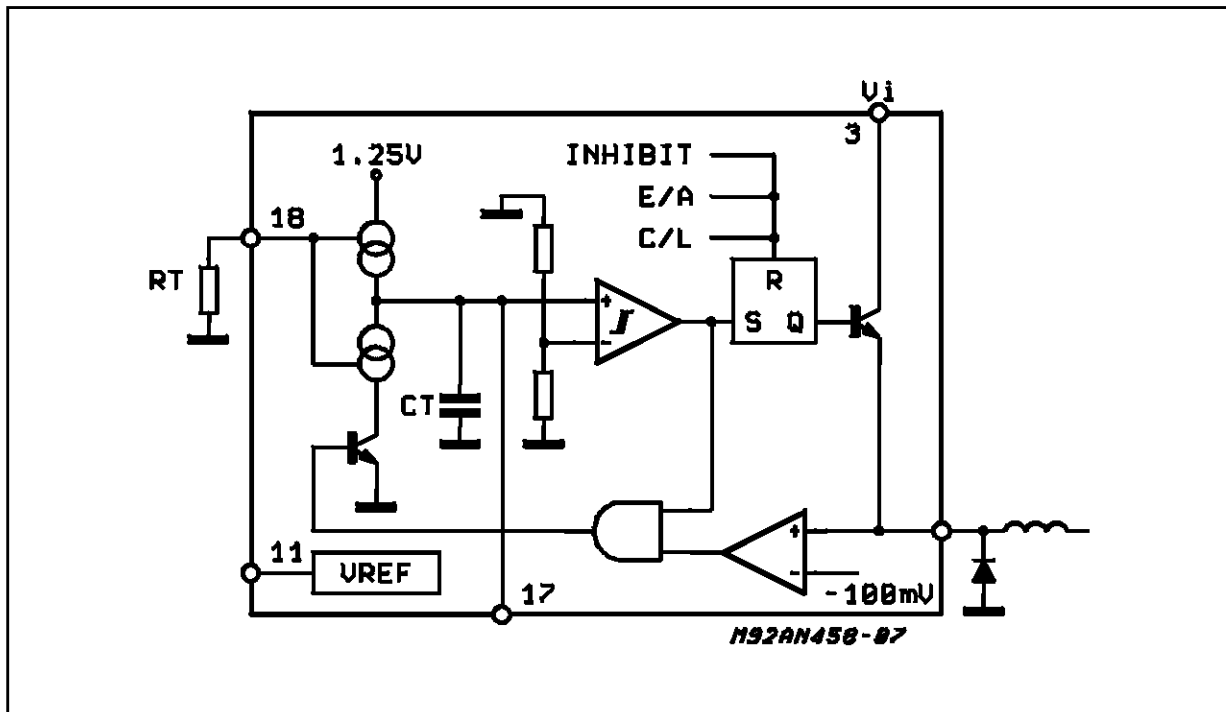 Vi
3
INHIBIT
1.25V
E/A
18
C/L
RT
R
+
S Q
-
CT
+
11
VREF
17
-
-100mV
M92AN458-07